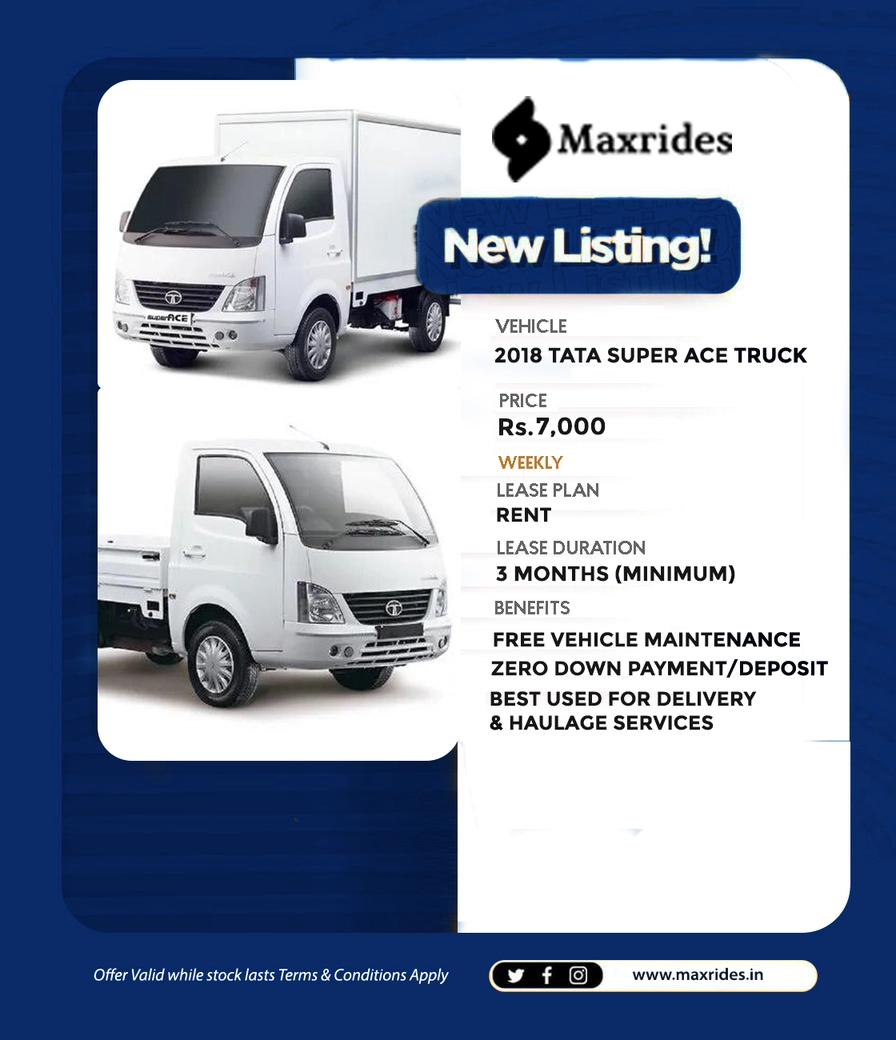 Maxrides
New Listing!
superACE
VEHICLE
2018 TATA SUPER ACE TRUCK
PRICE
Rs.7,000
WEEKLY
LEASE PLAN
RENT
LEASE DURATION
3 MONTHS (MINIMUM)
BENEFITS
FREE VEHICLE MAINTENANCE
ZERO DOWN PAYMENT/DEPOSIT
BEST USED FOR DELIVERY
& HAULAGE SERVICES
Offer Valid while stock lasts Terms & Conditions Apply
www.maxrides.in